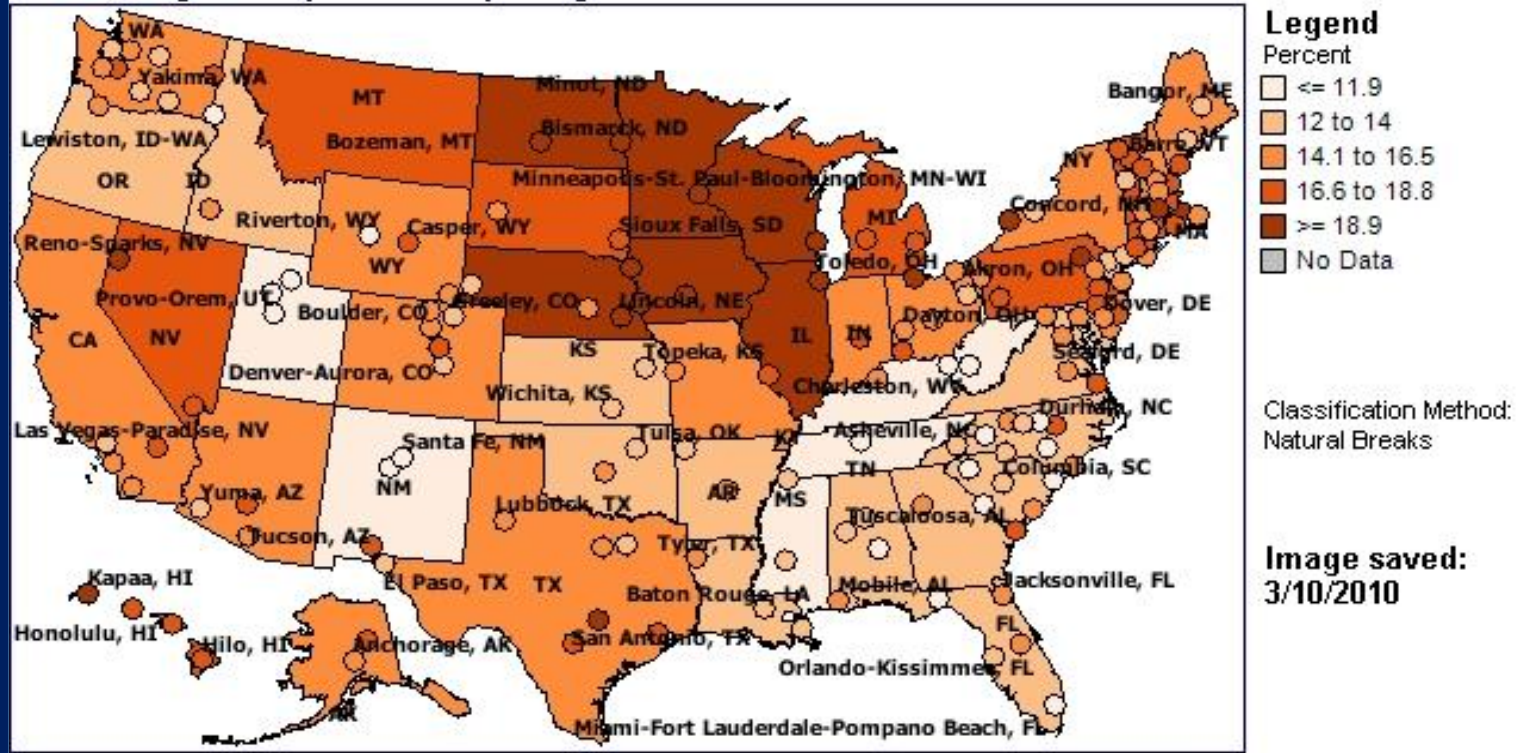 WA
Yakima, WA
MT
Minot, ND
Bangor, ME
Lewiston, ID-WA
Bozeman, MT
Bismarck, ND
Barre, VT
NY
OR
ID
Minneapolis-St. Paul-Bloomington, MN-WI
Riverton, WY
Casper, WY
Sioux Falls, SD
MI
Concord, NH
MA
Reno-Sparks, NV
WY
Toledo, OH
Akron, OH
Provo-Orem, UT
Boulder, CO
Greeley, CO
Lincoln, NE
Dayton, OH
Dover, DE
CA
NV
IL
IN
KS
Topeka, KS
Seaford, DE
Denver-Aurora, CO
Wichita, KS
Charleston, WV
Durham, NC
Las Vegas-Paradise, NV
Santa Fe, NM
Tulsa, OK
KY
Asheville, NC
TN
Columbia, SC
NM
Yuma, AZ
Lubbock, TX
AR
MS
Tuscaloosa, AL
Tucson, AZ
Tyler, TX
Kapaa, HI
El Paso, TX
TX
Baton Rouge, LA
Mobile, AL
Jacksonville, FL
Honolulu, HI
Hilo, HI
Anchorage, AK
San Antonio, TX
FL
Orlando-Kissimmee, FL
AK
Miami-Fort Lauderdale-Pompano Beach, FL
Legend
Percent
<= 11.9
12 to 14
14.1 to 16.5
16.6 to 18.8
>= 18.9
No Data
Classification Method:
Natural Breaks
Image saved:
3/10/2010